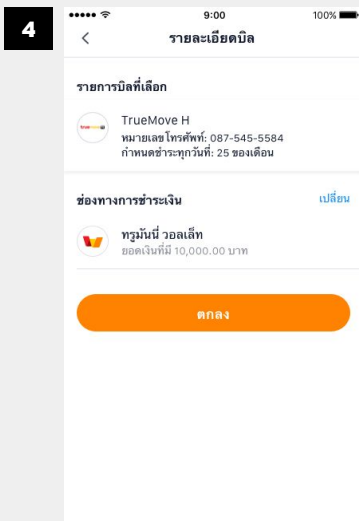 4
9:00
100%
รายละเอียดบิล
รายการบิลที่เลือก
TrueMove H
หมายเลขโทรศัพท์: 087-545-5584
กำหนดชำระทุกวันที่: 25 ของเดือน
ช่องทางการชำระเงิน
เปลี่ยน
ทรูมันนี่ วอลเล็ท
ยอดเงินที่มี 10,000.00 บาท
ตกลง